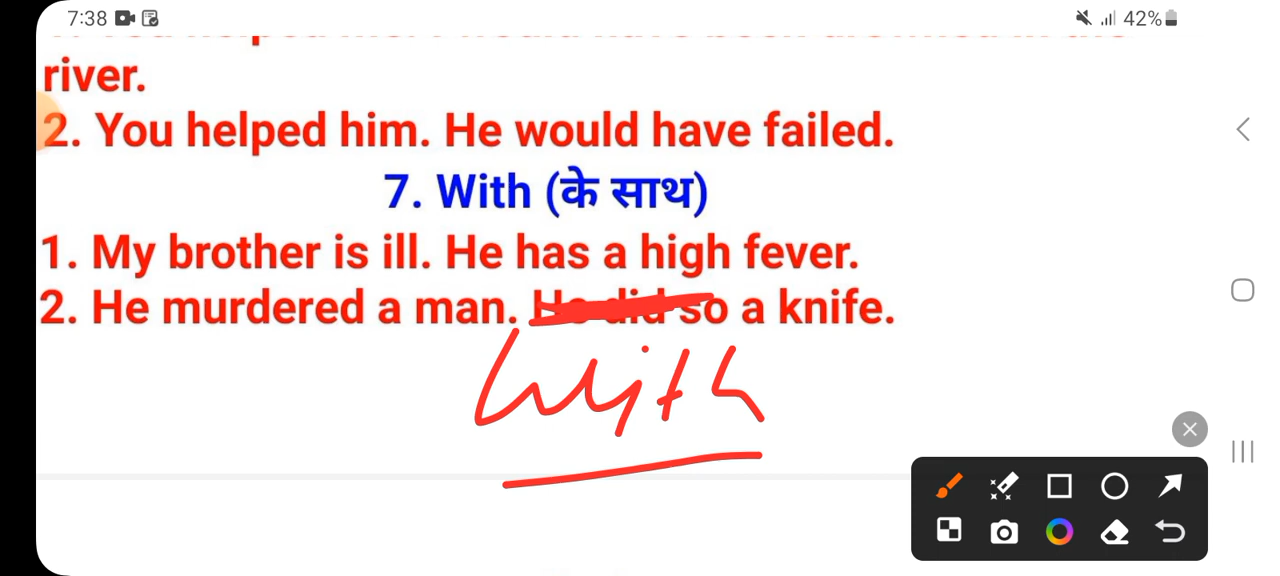 7:38 42%
river.
2. You helped him. He would have failed.
7. With (के साथ)
1. My brother is ill. He has a high fever.
2. He murdered a man. He did so a knife.
With